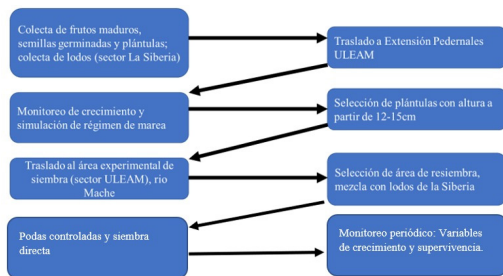 Colecta de frutos maduros,
semillas germinadas y plántulas;
colecta de lodos (sector La Siberia)
Traslado a Extensión Pedernales
ULEAM
Monitoreo de crecimiento y
simulación de régimen de marea
Selección de plántulas con altura a
partir de 12-15cm
Traslado al área experimental de
siembra (sector ULEAM), rio
Mache
Selección de área de resiembra,
mezcla con lodos de la Siberia
Podas controladas y siembra
directa
Monitoreo periódico: Variables
de crecimiento y supervivencia.